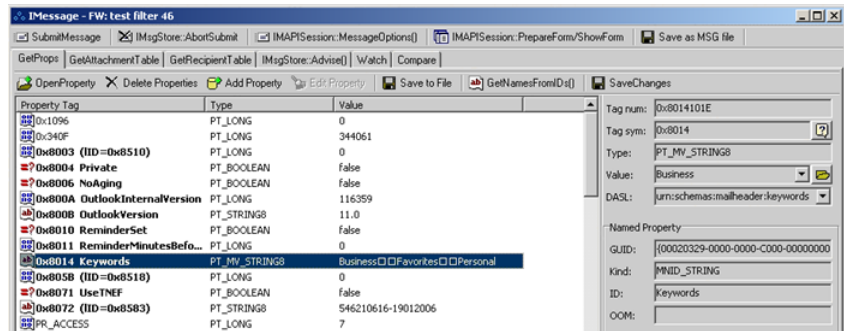 IMessage - FW: test filter 46
SubmitMessage IMsgStore::AbortSubmit IMAPISession::MessageOptions() IMAPISession::PrepareForm/ShowForm Save as MSG file
GetProps GetAttachmentTable GetRecipientTable IMsgStore::Advise() Watch Compare
OpenProperty Delete Properties Add Property Edit Property Save to File GetNamesFromIDs() SaveChanges
Property Tag Type Value
0x1096 PT_LONG 0
0x340F PT_LONG 344061
0x8003 (IID=0x8510) PT_LONG 0
0x8004 Private PT_BOOLEAN false
0x8006 NoAging PT_BOOLEAN false
0x800A OutlookInternalVersion PT_LONG 116359
0x800B OutlookVersion PT_STRING8 11.0
0x8010 ReminderSet PT_BOOLEAN false
0x8011 ReminderMinutesBefo... PT_LONG 0
0x8014 Keywords PT_MV_STRING8 Business□□Favorites□□Personal
0x805B (IID=0x8518) PT_LONG 0
0x8071 UseTNEF PT_BOOLEAN false
0x8072 (IID=0x8583) PT_STRING8 546210616-19012006
PR_ACCESS PT_LONG 7
Tag num: 0x8014101E
Tag sym: 0x8014
Type: PT_MV_STRING8
Value: Business
DASL: urn:schemas:mailheader:keywords
Named Property
GUID: {00020329-0000-0000-C000-00000000
Kind: MNID_STRING
ID: Keywords
OOM: